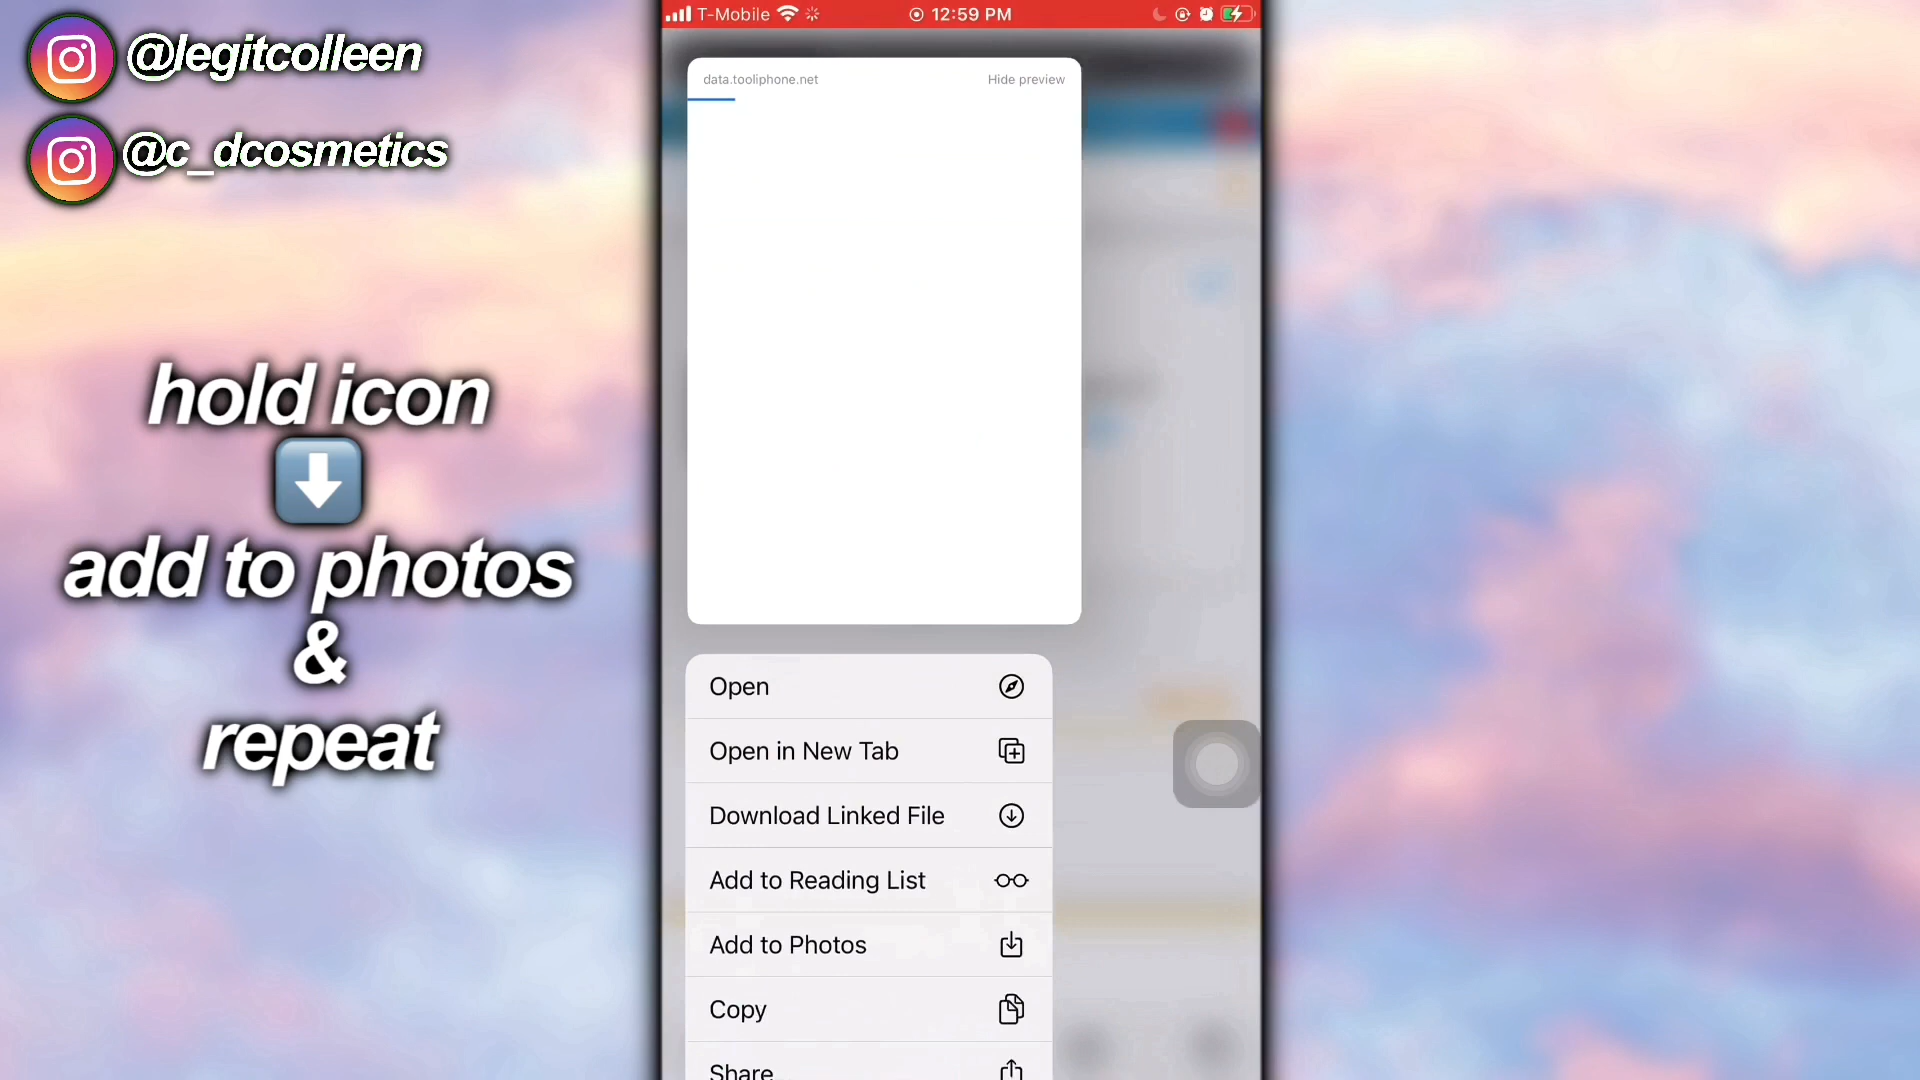 @legitcolleen
@c_dcosmetics
hold icon
add to photos
&
repeat
T-Mobile
12:59 PM
data.tooliphone.net
Hide preview
Open
Open in New Tab
Download Linked File
Add to Reading List
Add to Photos
Copy
Share...